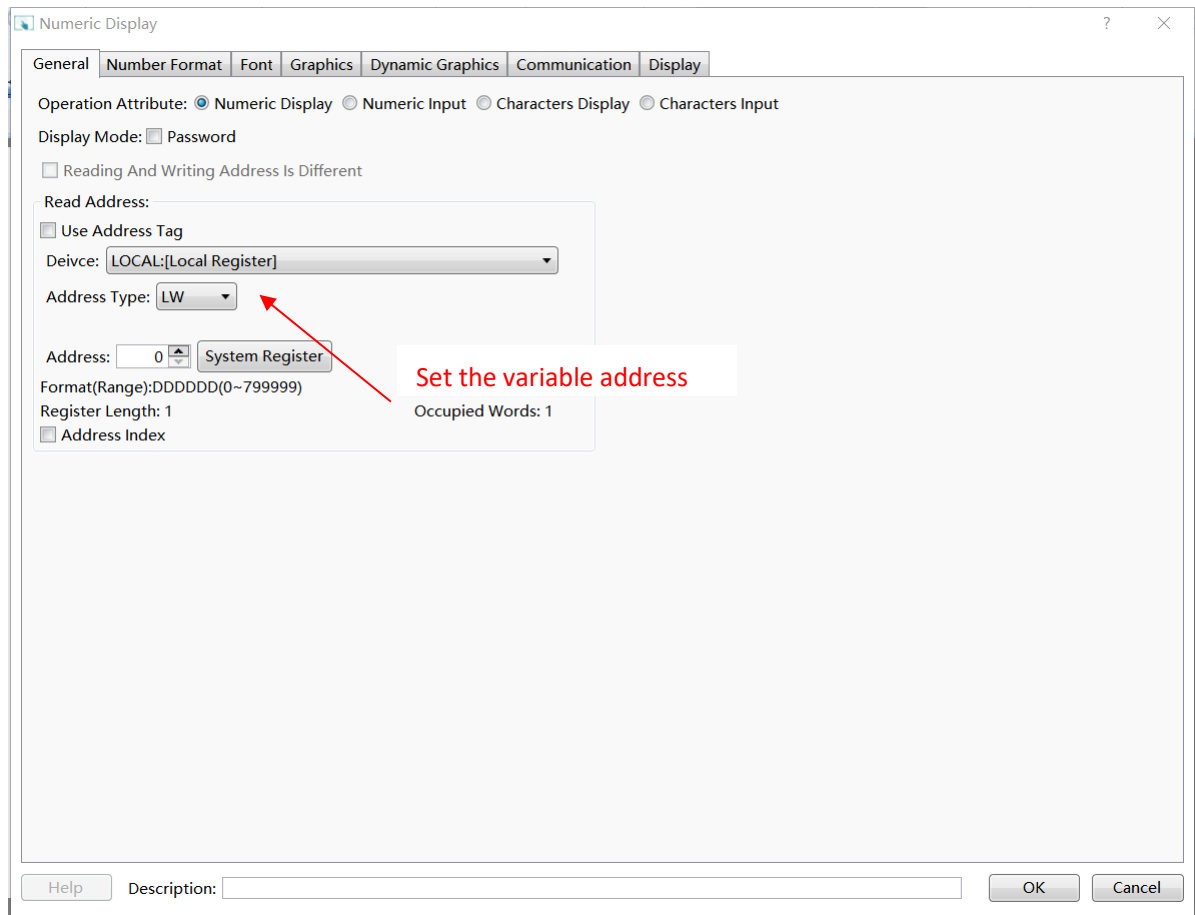 Numeric Display
?
General Number Format Font Graphics Dynamic Graphics Communication Display
Operation Attribute: Numeric Display Numeric Input Characters Display Characters Input
Display Mode: Password
Reading And Writing Address Is Different
Read Address:
Use Address Tag
Deivce: LOCAL:[Local Register]
Address Type: LW
Address: 0 System Register
Set the variable address
Format(Range):DDDDDD(0~799999)
Register Length: 1 Occupied Words: 1
Address Index
Help Description: OK Cancel